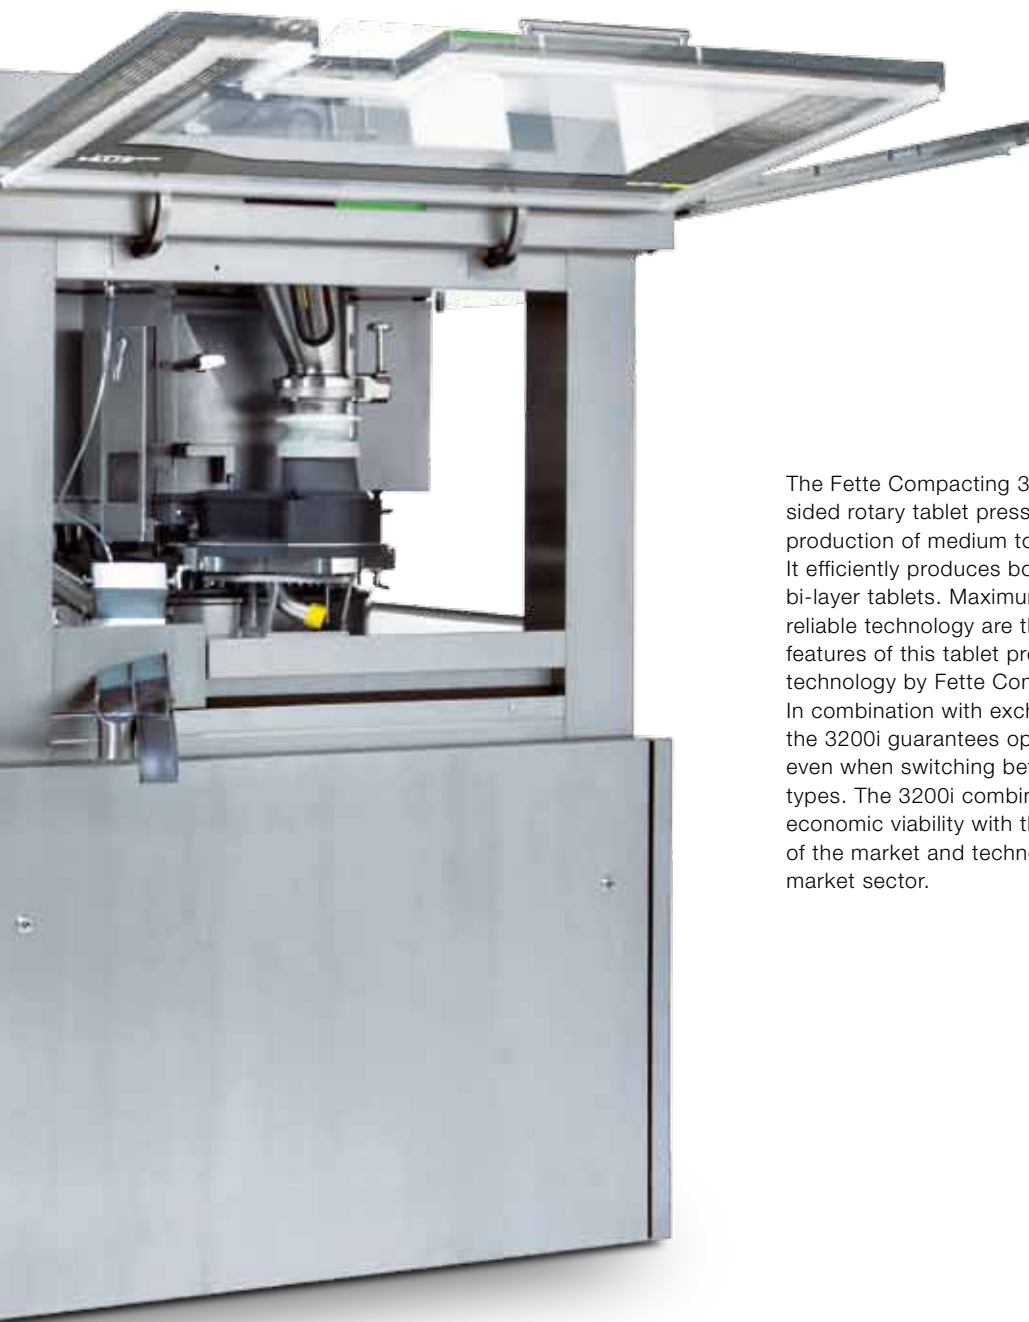 The Fette Compacting 3
sided rotary tablet press
production of medium to
It efficiently produces bo
bi-layer tablets. Maximu
reliable technology are th
features of this tablet pre
technology by Fette Com
In combination with exch
the 3200i guarantees op
even when switching bet
types. The 3200i combin
economic viability with th
of the market and techno
market sector.